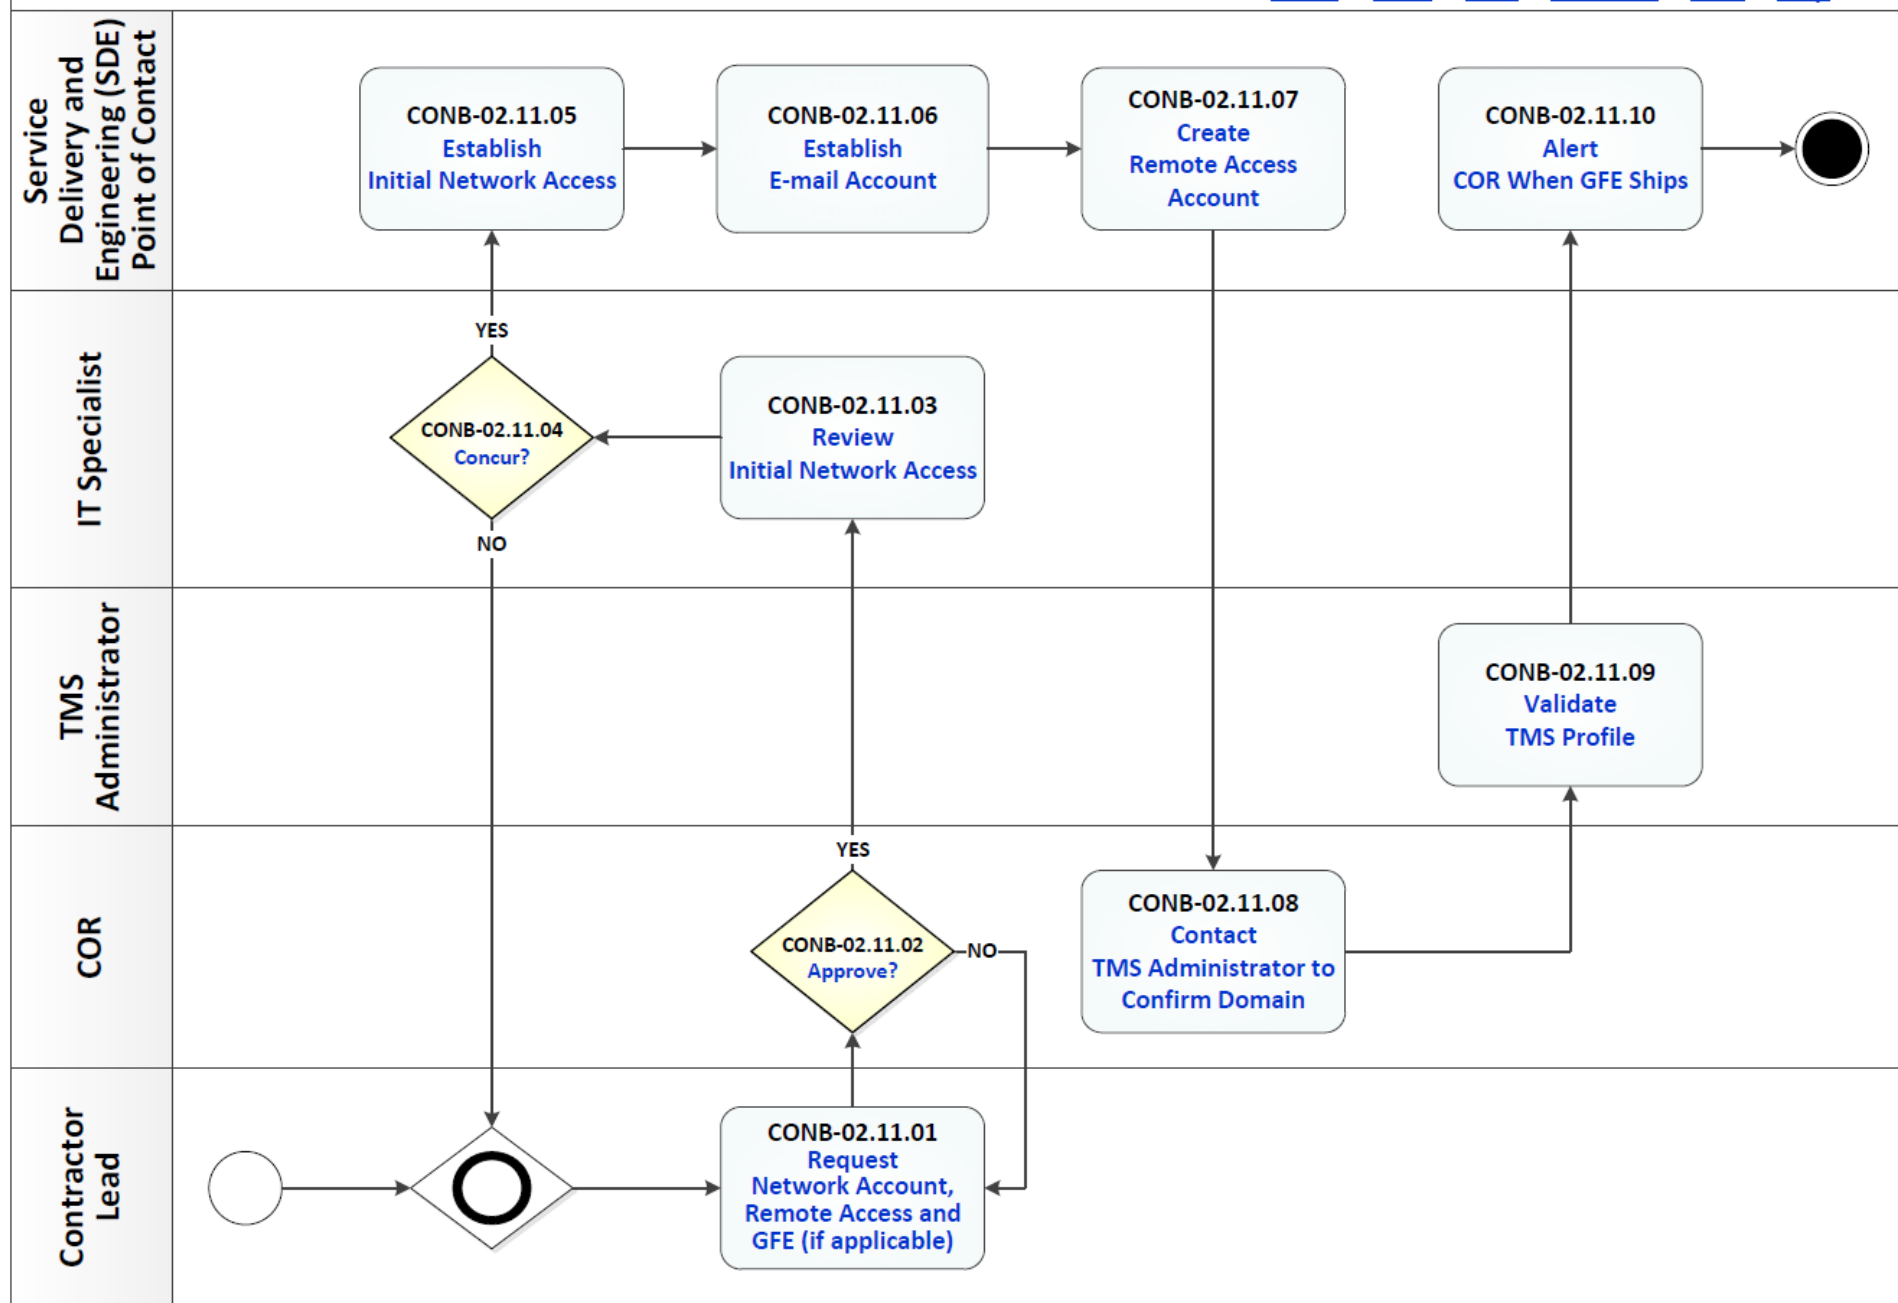 Service
Delivery and
Engineering (SDE)
Point of Contact
CONB-02.11.05
Establish
Initial Network Access
CONB-02.11.06
Establish
E-mail Account
CONB-02.11.07
Create
Remote Access
Account
CONB-02.11.10
Alert
COR When GFE Ships
IT Specialist
YES
CONB-02.11.04
Concur?
NO
CONB-02.11.03
Review
Initial Network Access
TMS
Administrator
CONB-02.11.09
Validate
TMS Profile
COR
YES
CONB-02.11.02
Approve?
NO
CONB-02.11.08
Contact
TMS Administrator to
Confirm Domain
Contractor
Lead
CONB-02.11.01
Request
Network Account,
Remote Access and
GFE (if applicable)